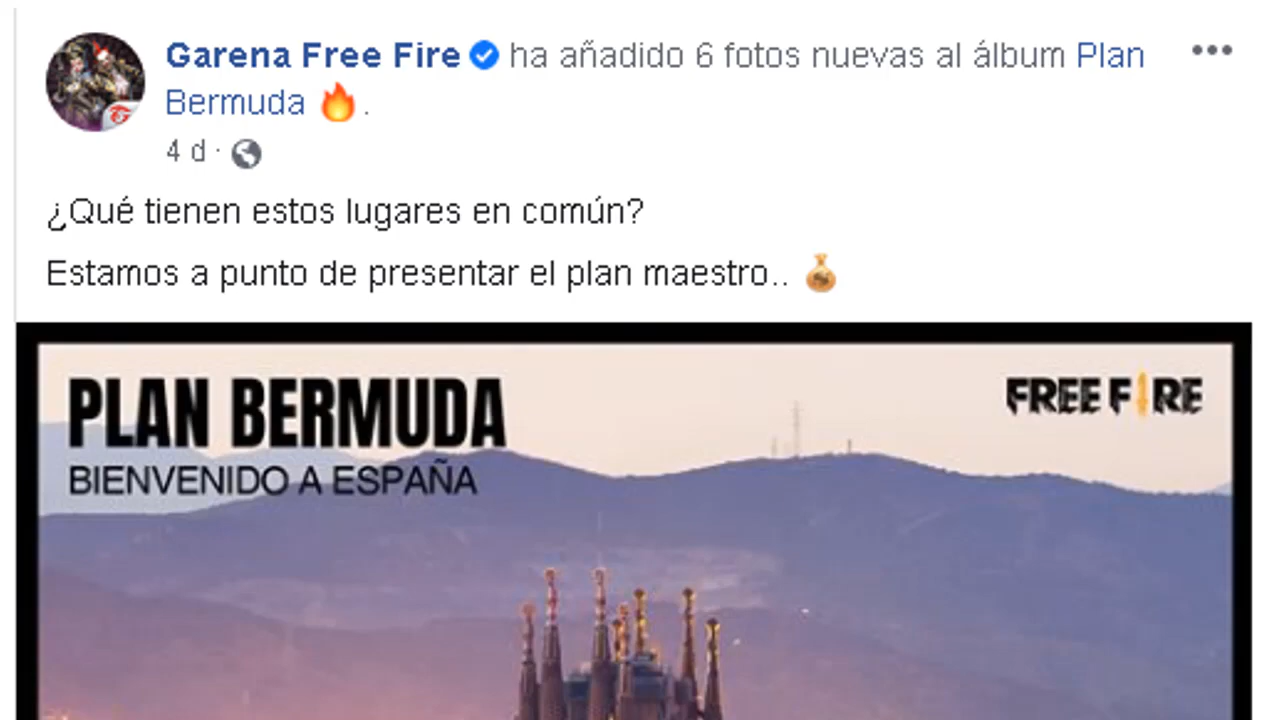 Garena Free Fire ha añadido 6 fotos nuevas al álbum Plan
Bermuda 🔥 .
4 d ·
¿Qué tienen estos lugares en común?
Estamos a punto de presentar el plan maestro.. 💰
PLAN BERMUDA
FREE FIRE
BIENVENIDO A ESPAÑA